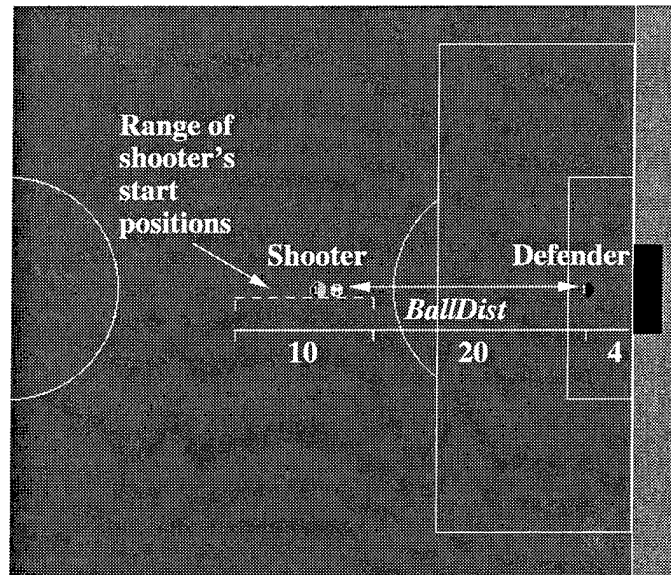 Range of
shooter's
start
positions
Shooter
Defender
BallDist
10
20
4